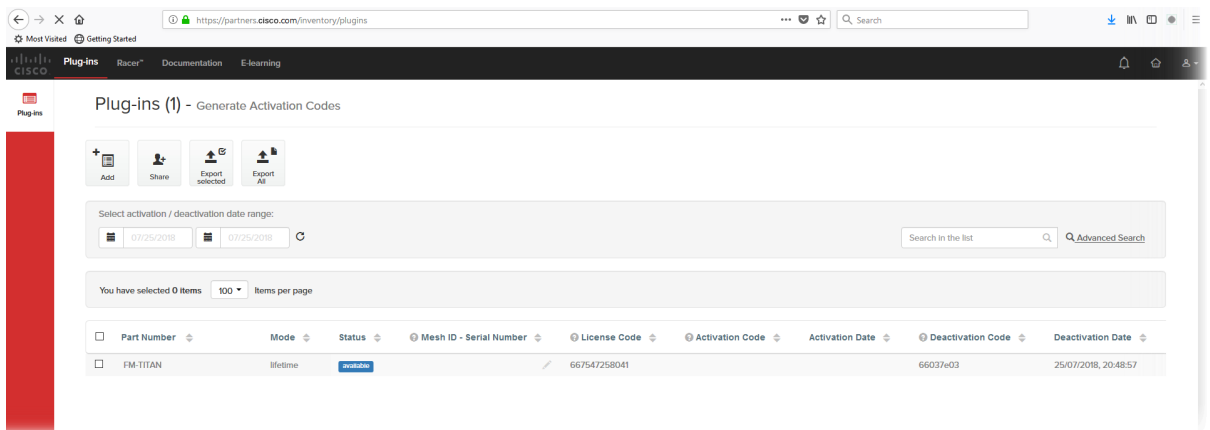 https://partners.cisco.com/inventory/plugins
Search
Most Visited Getting Started
CISCO
Plug-ins Racer™ Documentation E-learning
Plug-ins
Plug-ins (1) - Generate Activation Codes
Add
Share
Export selected
Export All
Select activation / deactivation date range:
07/25/2018 07/25/2018 Search in the list Advanced Search
You have selected 0 items 100 Items per page
Part Number Mode Status Mesh ID - Serial Number License Code Activation Code Activation Date Deactivation Code Deactivation Date
FM-TITAN lifetime available 667547258041 66037e03 25/07/2018, 20:48:57